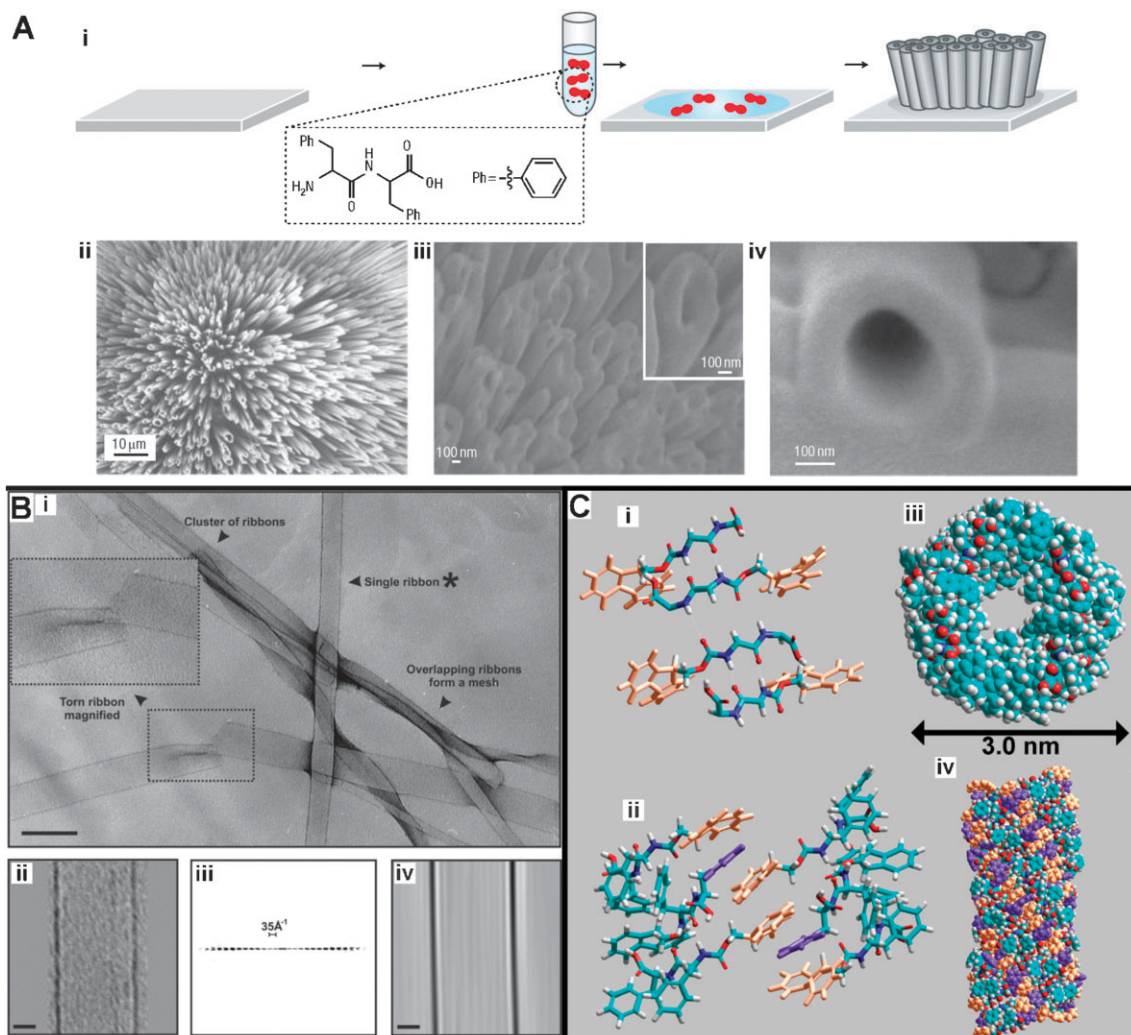 A
i
Ph
H
N
O
OH
H₂N
O
Ph
Ph=
ii
10 μm
iii
100 nm
100 nm
iv
100 nm
B
i
Cluster of ribbons
Single ribbon *
Overlapping ribbons
form a mesh
Torn ribbon
magnified
ii
iii
35Å⁻¹
iv
C
i
ii
iii
3.0 nm
iv